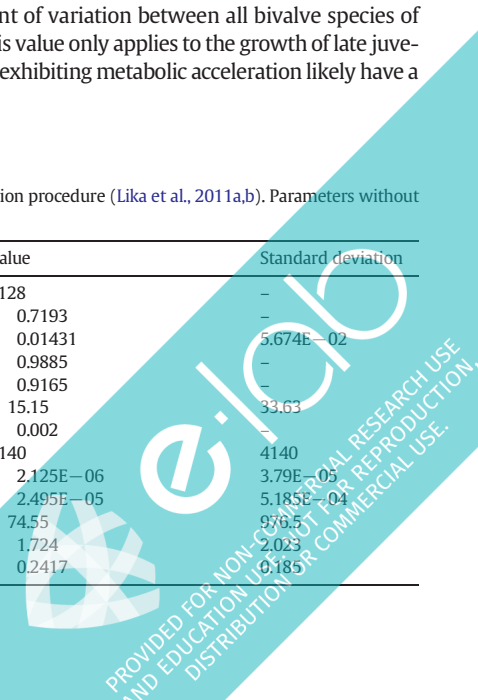 nt of variation between all bivalve species of
is value only applies to the growth of late juve-
exhibiting metabolic acceleration likely have a
ion procedure (Lika et al., 2011a,b). Parameters without
alue Standard deviation
128 –
0.7193 –
0.01431 5.674E−02
0.9885 –
0.9165 –
15.15 33.63
0.002 –
140 4140
2.125E−06 3.79E−05
2.495E−05 5.185E−04
74.55 976.5
1.724 2.023
0.2417 0.185
e·lab
PROVIDED FOR NON-COMMERCIAL RESEARCH USE
AND EDUCATION USE. NOT FOR REPRODUCTION,
DISTRIBUTION OR COMMERCIAL USE.